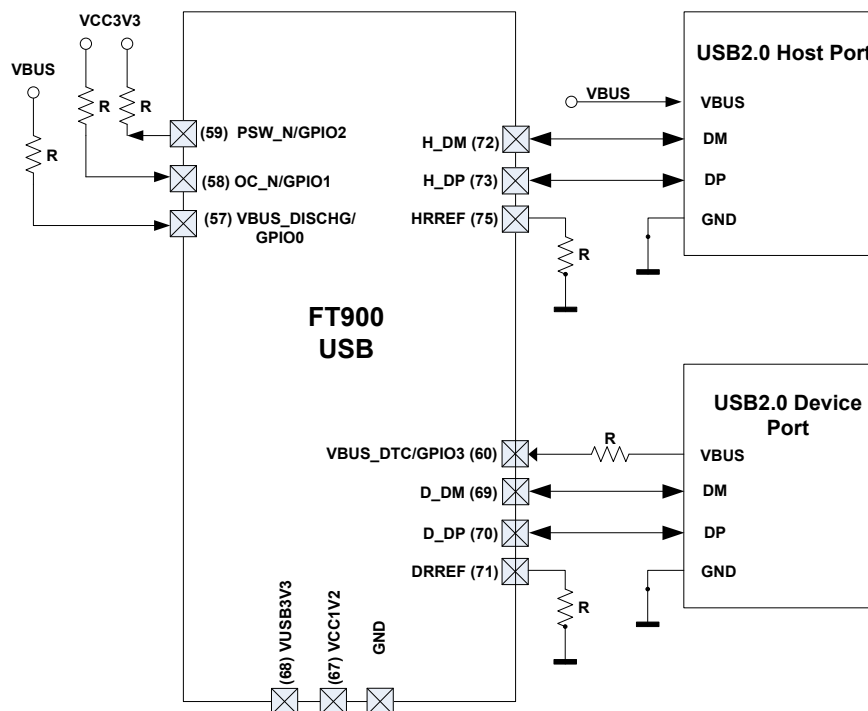 VCC3V3
VBUS
R
R
R
(59) PSW_N/GPIO2
(58) OC_N/GPIO1
(57) VBUS_DISCHG/
GPIO0
H_DM (72)
H_DP (73)
HRREF (75)
R
VBUS
USB2.0 Host Port
VBUS
DM
DP
GND
FT900
USB
VBUS_DTC/GPIO3 (60)
D_DM (69)
D_DP (70)
DRREF (71)
R
R
USB2.0 Device
Port
VBUS
DM
DP
GND
(68) VUSB3V3
(67) VCC1V2
GND